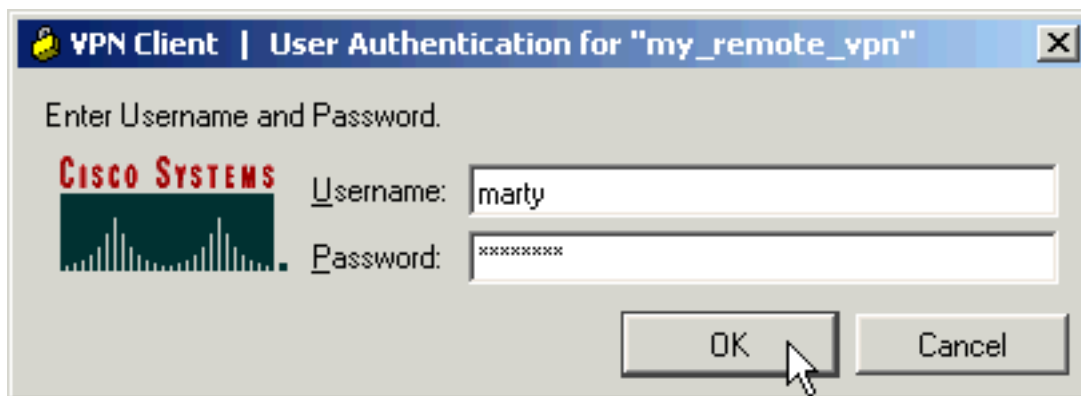 VPN Client | User Authentication for "my_remote_vpn"
Enter Username and Password.
CISCO SYSTEMS
Username: marty
Password: ********
OK Cancel